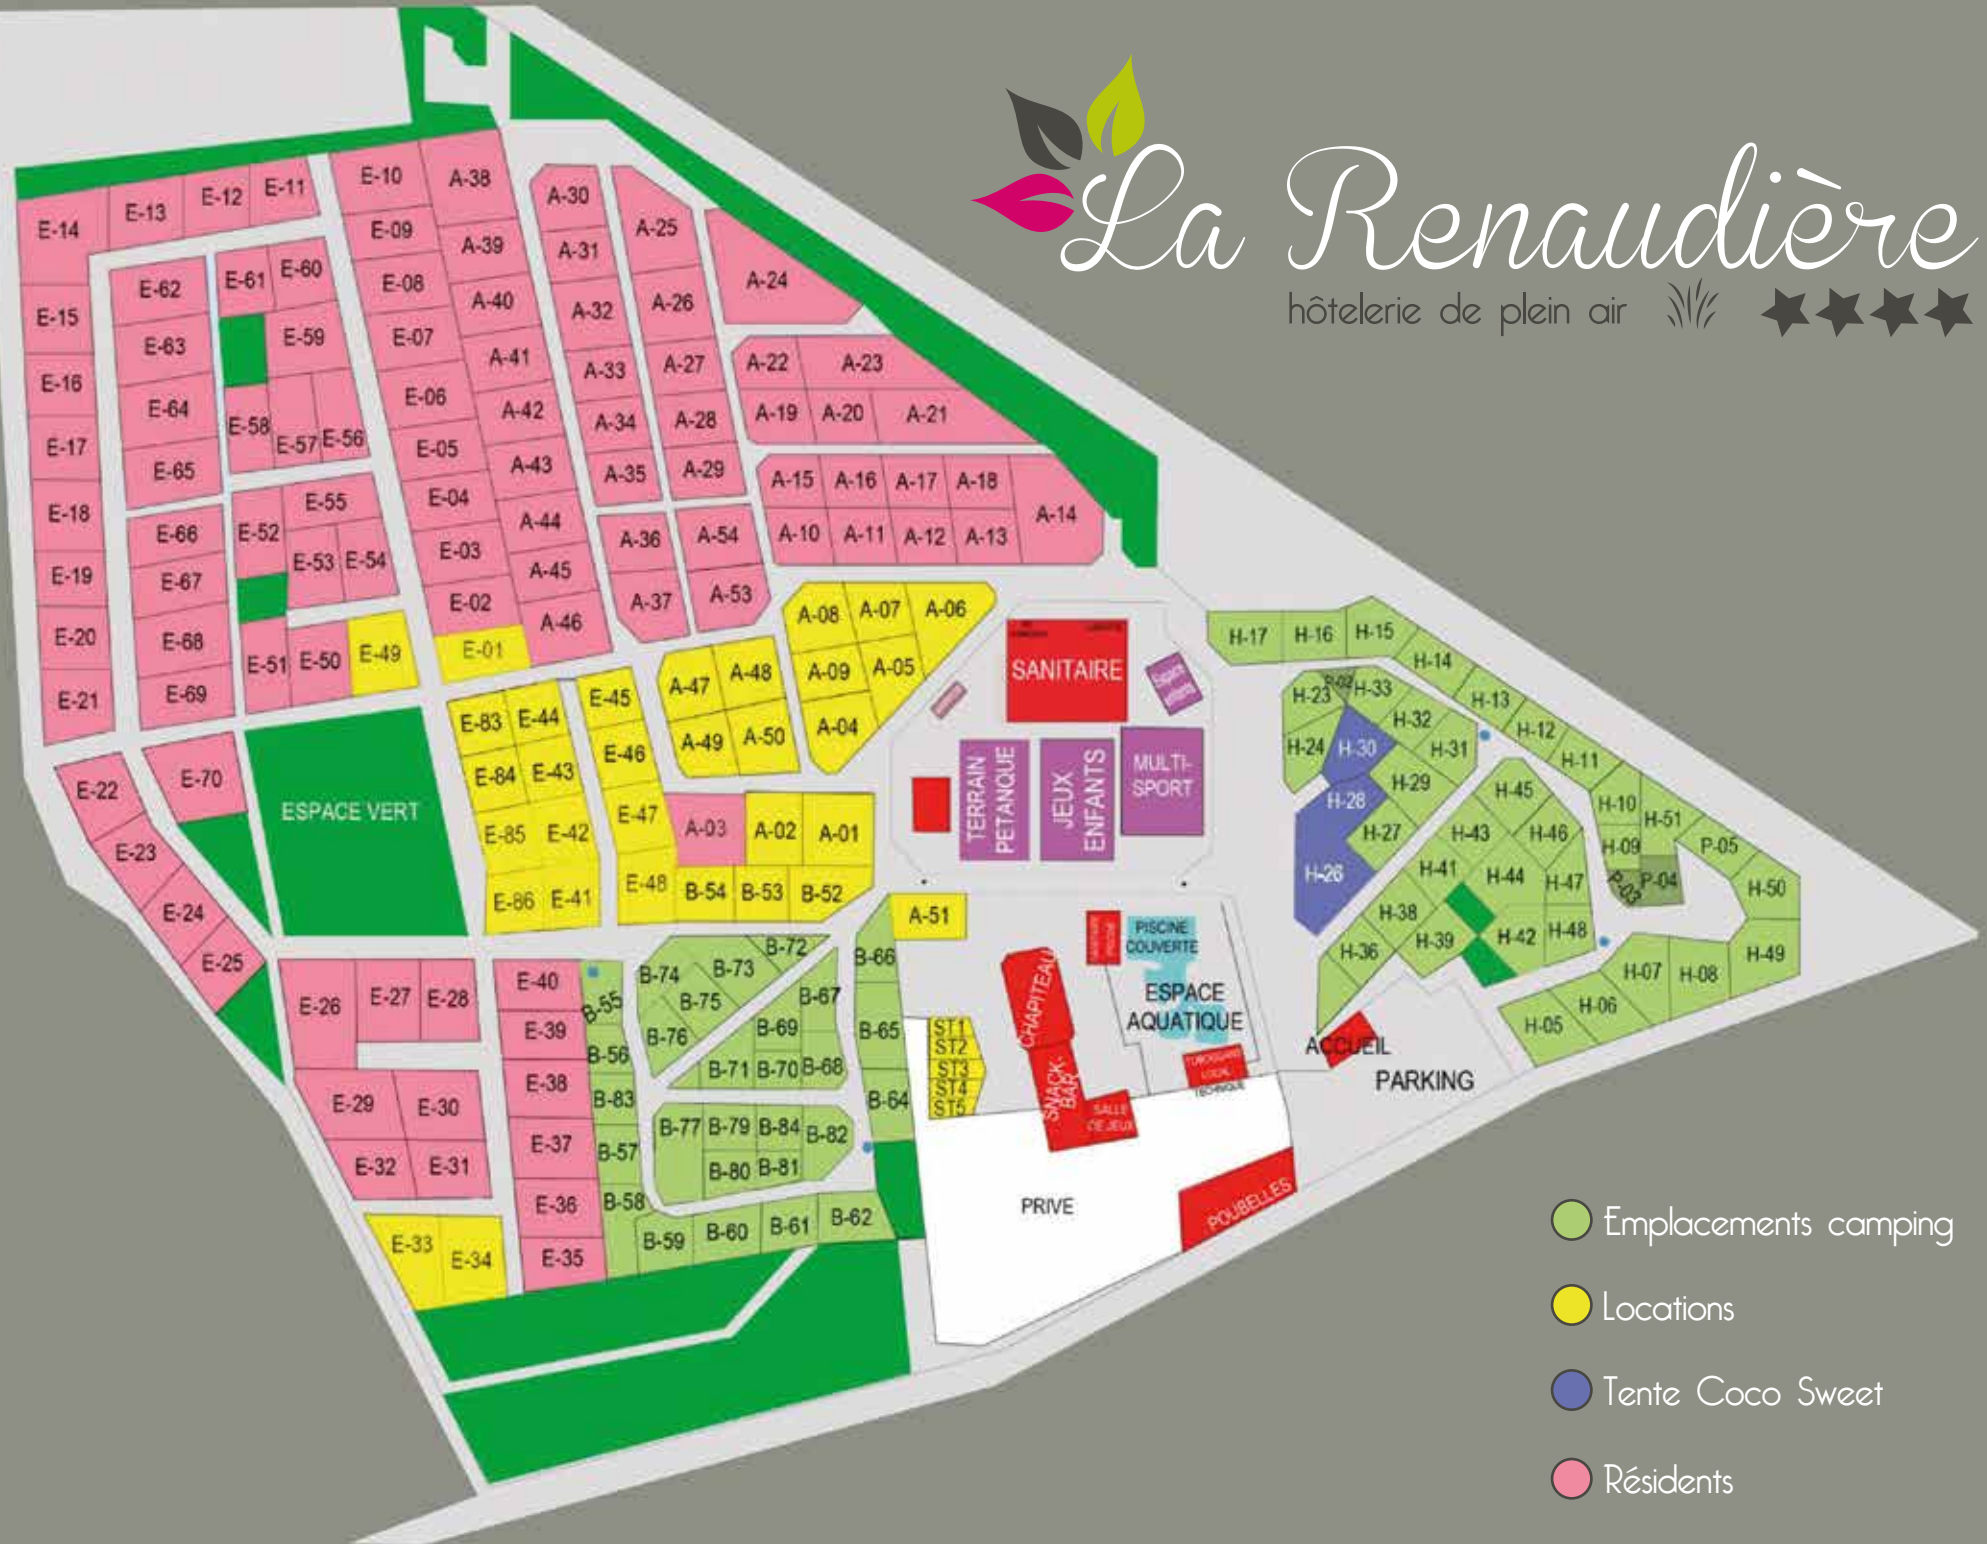 La Renaudière
hôtelerie de plein air
E-14
E-13
E-12
E-11
E-10
A-38
A-30
A-25
A-24
E-15
E-62
E-61
E-60
E-09
A-39
A-31
A-26
E-16
E-63
E-59
E-08
A-40
A-32
A-27
A-22
A-23
E-17
E-64
E-58
E-57
E-56
E-07
A-41
A-33
A-28
A-19
A-20
A-21
E-18
E-65
E-06
A-42
A-34
A-29
A-15
A-16
A-17
A-18
A-14
E-19
E-66
E-52
E-55
E-05
A-43
A-35
A-10
A-11
A-12
A-13
E-20
E-67
E-53
E-54
E-04
A-44
A-36
A-54
E-21
E-68
E-51
E-50
E-49
E-03
A-45
A-37
A-53
E-69
E-02
A-46
A-08
A-07
A-06
E-01
A-47
A-48
A-09
A-05
E-22
E-70
E-83
E-44
E-45
A-49
A-50
A-04
E-23
ESPACE VERT
E-84
E-43
E-46
E-24
E-85
E-42
E-47
A-03
A-02
A-01
E-25
E-86
E-41
E-48
B-54
B-53
B-52
A-51
SANITAIRE
TERRAIN
PETANQUE
JEUX
ENFANTS
MULTI-
SPORT
H-17
H-16
H-15
H-14
H-13
H-12
H-11
H-23
P-02
H-33
H-32
H-31
H-24
H-30
H-29
H-28
H-27
H-26
H-45
H-43
H-46
H-41
H-44
H-47
H-38
H-39
H-42
H-48
H-36
H-10
H-51
H-09
P-05
P-03
P-04
H-50
H-49
H-07
H-08
H-06
H-05
E-26
E-27
E-28
E-40
B-55
B-74
B-73
B-72
B-66
E-39
B-56
B-75
B-76
B-69
B-67
B-65
E-29
E-30
E-38
B-83
B-71
B-70
B-68
B-64
E-32
E-31
E-37
B-57
B-77
B-79
B-84
B-82
B-80
B-81
E-33
E-34
E-36
B-58
E-35
B-59
B-60
B-61
B-62
ST1
ST2
ST3
ST4
ST5
CHAPITEAU
SNACK-
BAR
SALLE
DE JEUX
PISCINE
COUVERTE
ESPACE
AQUATIQUE
TECHNIQUE
ACCUEIL
PARKING
PRIVE
POUBELLES
Emplacements camping
Locations
Tente Coco Sweet
Résidents